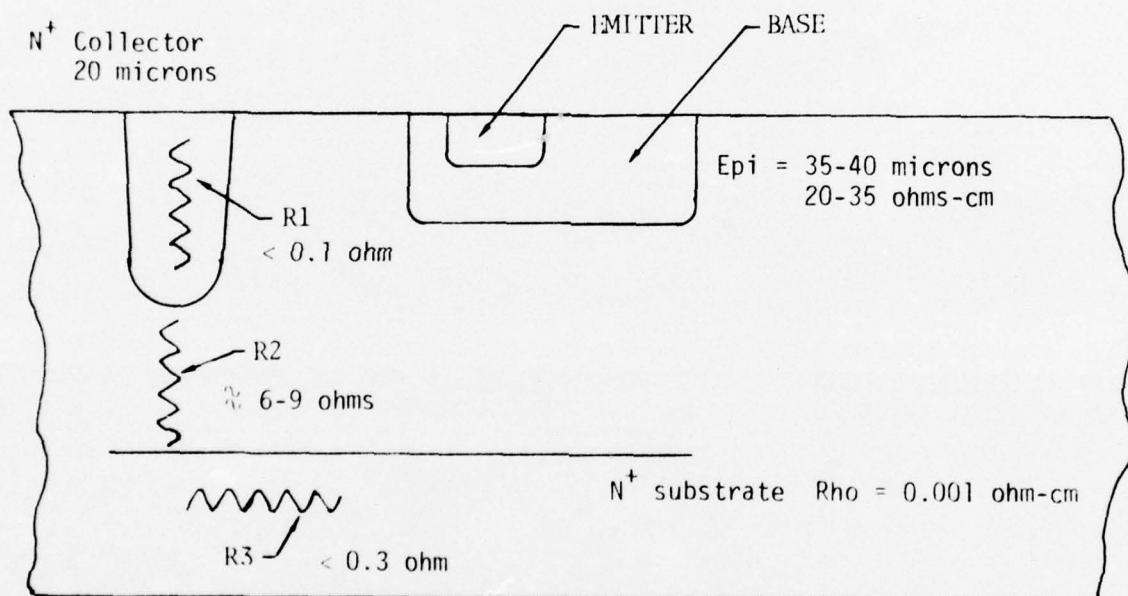 N+ Collector
20 microns
EMITTER
BASE
R1
< 0.1 ohm
Epi = 35-40 microns
20-35 ohms-cm
R2
≈ 6-9 ohms
N+ substrate Rho = 0.001 ohm-cm
R3
< 0.3 ohm